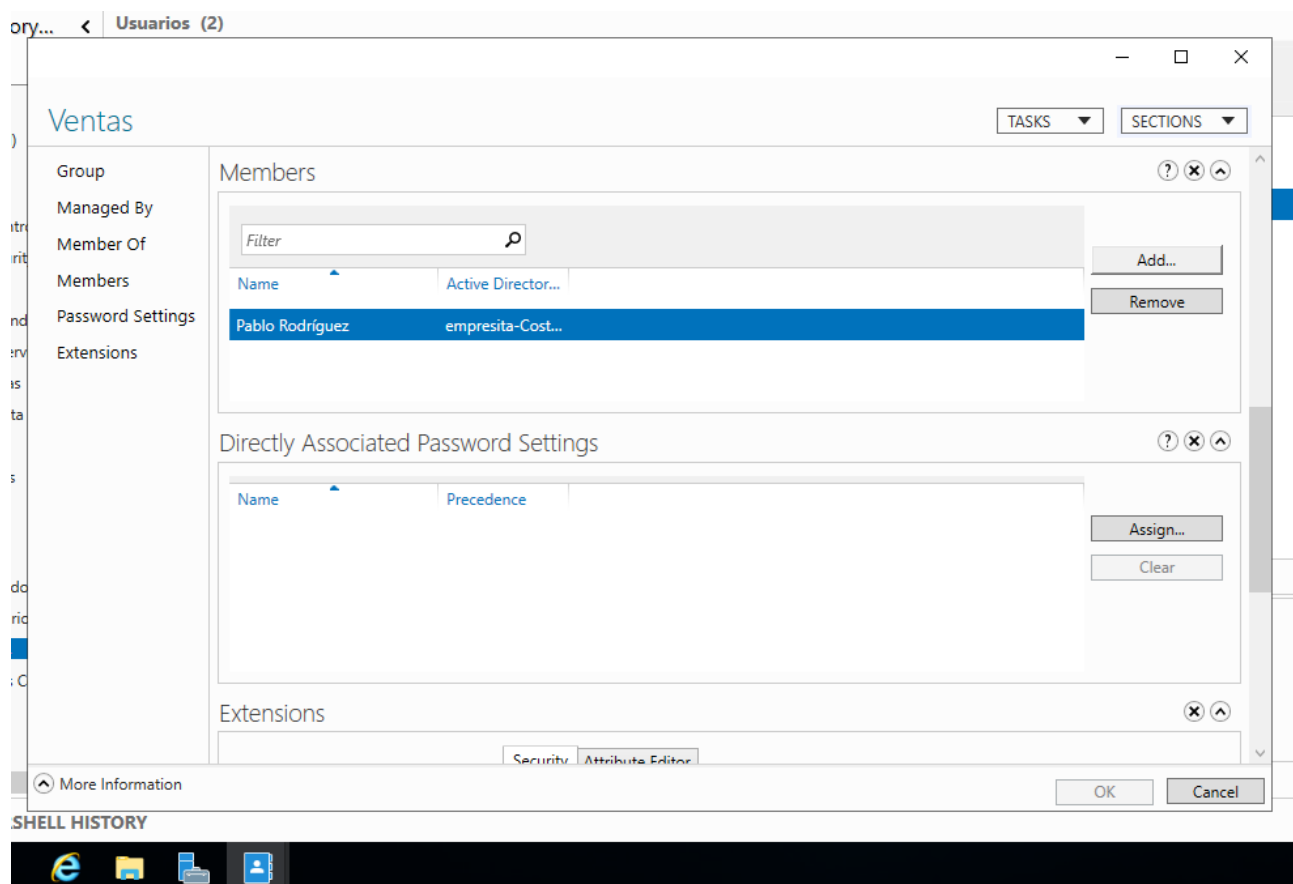 ory...
Usuarios (2)
Ventas
TASKS
SECTIONS
Group
Managed By
Member Of
Members
Password Settings
Extensions
Members
Filter
Name Active Director...
Pablo Rodríguez empresita-Cost...
Add...
Remove
Directly Associated Password Settings
Name Precedence
Assign...
Clear
Extensions
Security Attribute Editor
More Information
OK Cancel
SHELL HISTORY